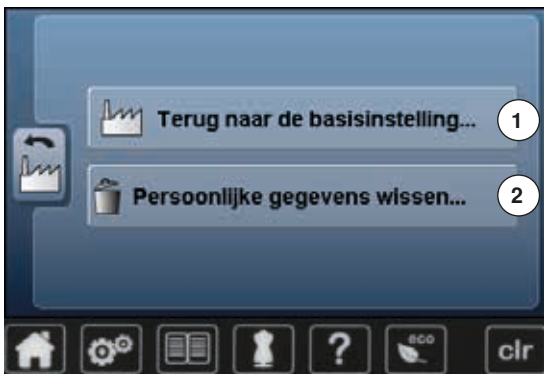 Terug naar de basisinstelling... 1
Persoonlijke gegevens wissen... 2
? eco clr